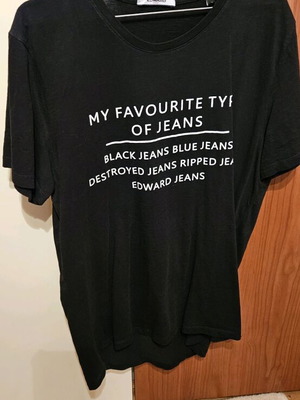 MY FAVOURITE TYP
OF JEANS
BLACK JEANS BLUE JEANS
DESTROYED JEANS RIPPED JEA
EDWARD JEANS